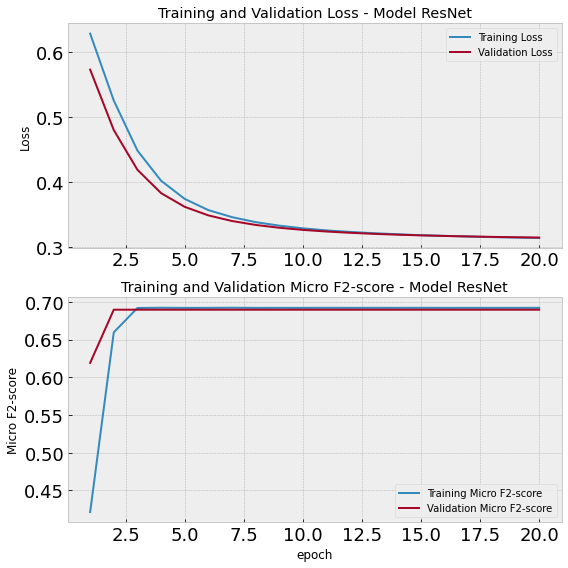 Training and Validation Loss - Model ResNet
Training Loss
Validation Loss
Loss
0.6
0.5
0.4
0.3
2.5 5.0 7.5 10.0 12.5 15.0 17.5 20.0
Training and Validation Micro F2-score - Model ResNet
Micro F2-score
0.70
0.65
0.60
0.55
0.50
0.45
Training Micro F2-score
Validation Micro F2-score
2.5 5.0 7.5 10.0 12.5 15.0 17.5 20.0
epoch